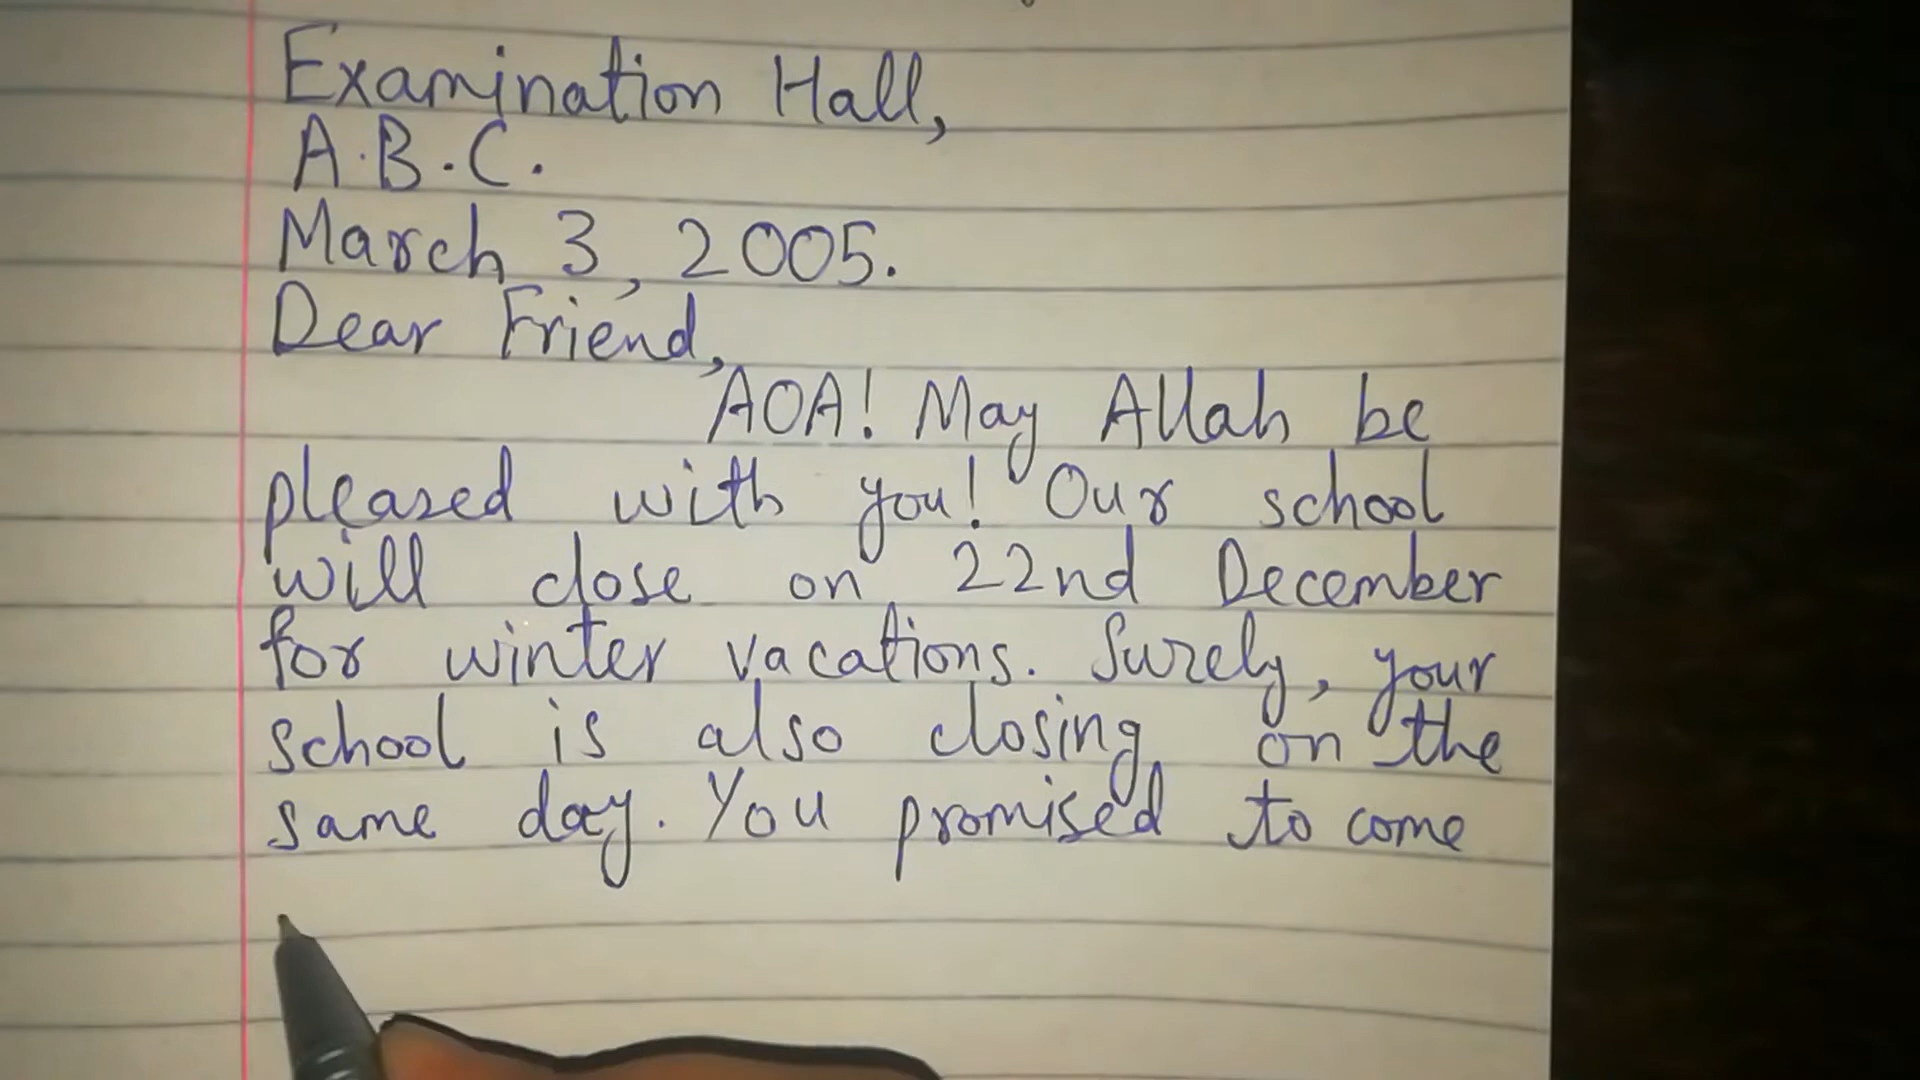 Examination Hall,
A.B.C.
March 3, 2005.
Dear Friend,
AOA! May Allah be
pleased with you! Our school
will close on 22nd December
for winter vacations. Surely, your
school is also closing on the
same day. You promised to come